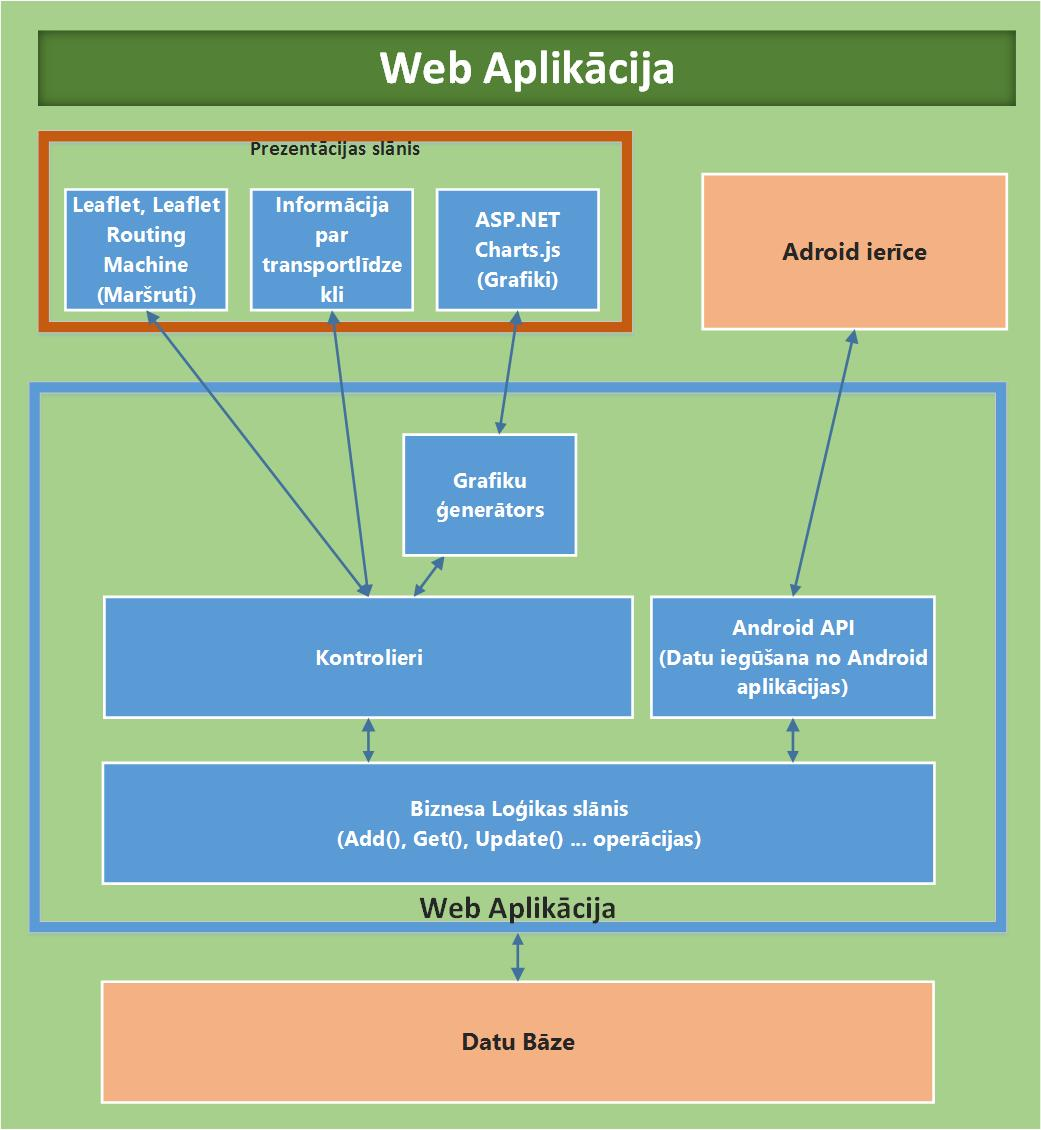 Web Aplikācija
Prezentācijas slānis
Leaflet, Leaflet
Routing
Machine
(Maršruti)
Informācija
par
transportlīdze
kli
ASP.NET
Charts.js
(Grafiki)
Adroid ierīce
Grafiku
ģenerātors
Kontrolieri
Android API
(Datu iegūšana no Android
aplikācijas)
Biznesa Loģikas slānis
(Add(), Get(), Update() ... operācijas)
Web Aplikācija
Datu Bāze